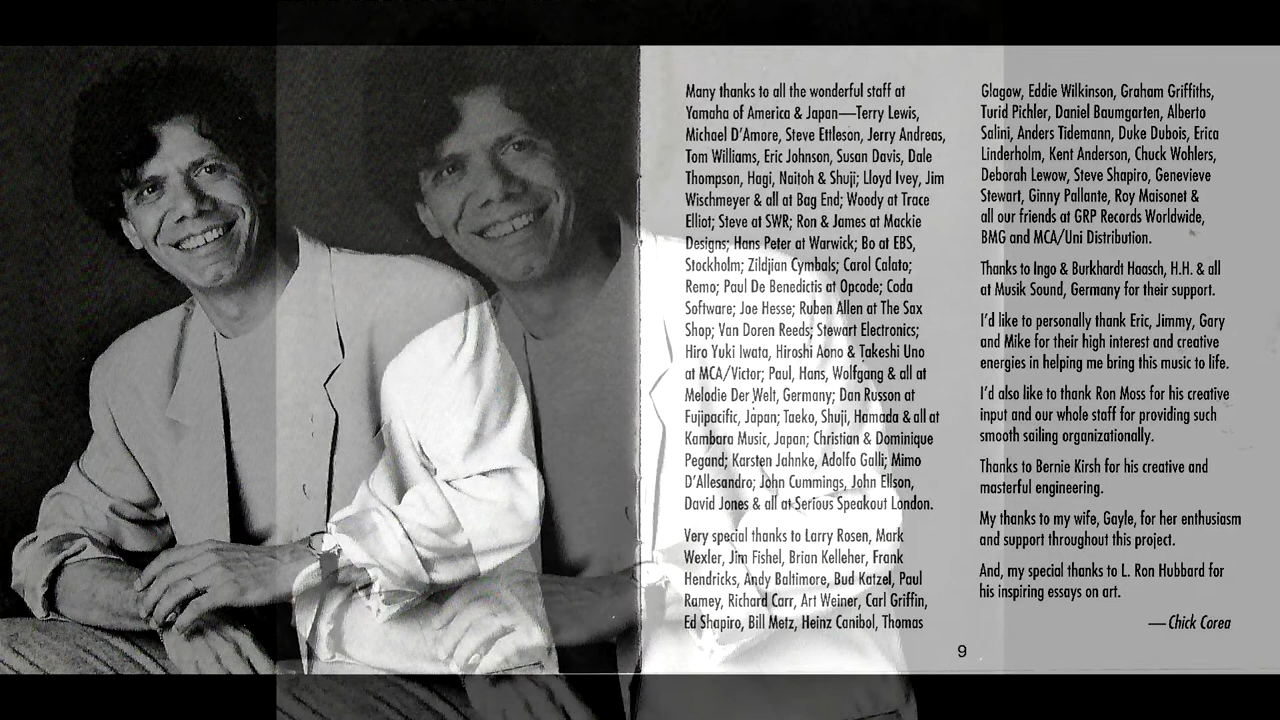 Many thanks to all the wonderful staff at
Yamaha of America & Japan—Terry Lewis,
Michael D'Amore, Steve Ettleson, Jerry Andreas,
Tom Williams, Eric Johnson, Susan Davis, Dale
Thompson, Hagi, Naitoh & Shuji; Lloyd Ivey, Jim
Wischmeyer & all at Bag End; Woody at Trace
Elliot; Steve at SWR; Ron & James at Mackie
Designs; Hans Peter at Warwick; Bo at EBS,
Stockholm; Zildjian Cymbals; Carol Calato;
Remo; Paul De Benedictis at Opcode; Coda
Software; Joe Hesse; Ruben Allen at The Sax
Shop; Van Doren Reeds; Stewart Electronics;
Hiro Yuki Iwata, Hiroshi Aono & Takeshi Uno
at MCA/Victor; Paul, Hans, Wolfgang & all at
Melodie Der Welt, Germany; Dan Russon at
Fujipacific, Japan; Taeko, Shuji, Hamada & all at
Kambara Music, Japan; Christian & Dominique
Pegand; Karsten Jahnke, Adolfo Galli; Mimo
D'Allesandro; John Cummings, John Ellson,
David Jones & all at Serious Speakout London.
Very special thanks to Larry Rosen, Mark
Wexler, Jim Fishel, Brian Kelleher, Frank
Hendricks, Andy Baltimore, Bud Katzel, Paul
Ramey, Richard Carr, Art Weiner, Carl Griffin,
Ed Shapiro, Bill Metz, Heinz Canibol, Thomas
Glagow, Eddie Wilkinson, Graham Griffiths,
Turid Pichler, Daniel Baumgarten, Alberto
Salini, Anders Tidemann, Duke Dubois, Erica
Linderholm, Kent Anderson, Chuck Wohlers,
Deborah Lewow, Steve Shapiro, Genevieve
Stewart, Ginny Pallante, Roy Maisonet &
all our friends at GRP Records Worldwide,
BMG and MCA/Uni Distribution.
Thanks to Ingo & Burkhardt Haasch, H.H. & all
at Musik Sound, Germany for their support.
I'd like to personally thank Eric, Jimmy, Gary
and Mike for their high interest and creative
energies in helping me bring this music to life.
I'd also like to thank Ron Moss for his creative
input and our whole staff for providing such
smooth sailing organizationally.
Thanks to Bernie Kirsh for his creative and
masterful engineering.
My thanks to my wife, Gayle, for her enthusiasm
and support throughout this project.
And, my special thanks to L. Ron Hubbard for
his inspiring essays on art.
—Chick Corea
9